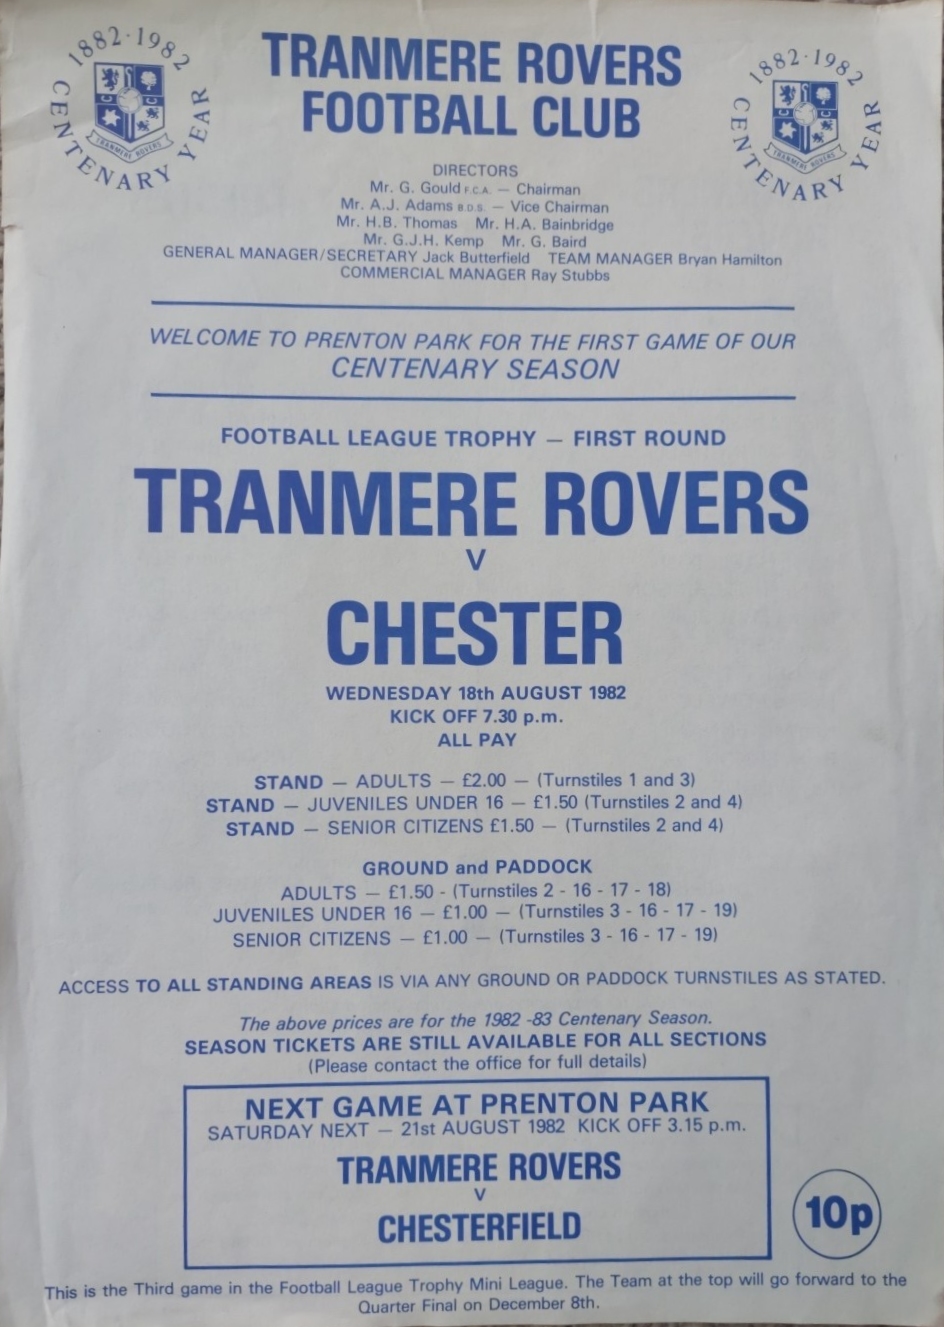 1882·1982
CENTENARY YEAR
TRANMERE ROVERS
TRANMERE ROVERS
FOOTBALL CLUB
1882·1982
CENTENARY YEAR
TRANMERE ROVERS
DIRECTORS
Mr. G. Gould F.C.A. — Chairman
Mr. A.J. Adams B.D.S. — Vice Chairman
Mr. H.B. Thomas Mr. H.A. Bainbridge
Mr. G.J.H. Kemp Mr. G. Baird
GENERAL MANAGER/SECRETARY Jack Butterfield TEAM MANAGER Bryan Hamilton
COMMERCIAL MANAGER Ray Stubbs
WELCOME TO PRENTON PARK FOR THE FIRST GAME OF OUR
CENTENARY SEASON
FOOTBALL LEAGUE TROPHY — FIRST ROUND
TRANMERE ROVERS
V
CHESTER
WEDNESDAY 18th AUGUST 1982
KICK OFF 7.30 p.m.
ALL PAY
STAND — ADULTS — £2.00 — (Turnstiles 1 and 3)
STAND — JUVENILES UNDER 16 — £1.50 (Turnstiles 2 and 4)
STAND — SENIOR CITIZENS £1.50 — (Turnstiles 2 and 4)
GROUND and PADDOCK
ADULTS — £1.50 - (Turnstiles 2 - 16 - 17 - 18)
JUVENILES UNDER 16 — £1.00 — (Turnstiles 3 - 16 - 17 - 19)
SENIOR CITIZENS — £1.00 — (Turnstiles 3 - 16 - 17 - 19)
ACCESS TO ALL STANDING AREAS IS VIA ANY GROUND OR PADDOCK TURNSTILES AS STATED.
The above prices are for the 1982 -83 Centenary Season.
SEASON TICKETS ARE STILL AVAILABLE FOR ALL SECTIONS
(Please contact the office for full details)
NEXT GAME AT PRENTON PARK
SATURDAY NEXT — 21st AUGUST 1982 KICK OFF 3.15 p.m.
TRANMERE ROVERS
V
CHESTERFIELD
10p
This is the Third game in the Football League Trophy Mini League. The Team at the top will go forward to the
Quarter Final on December 8th.